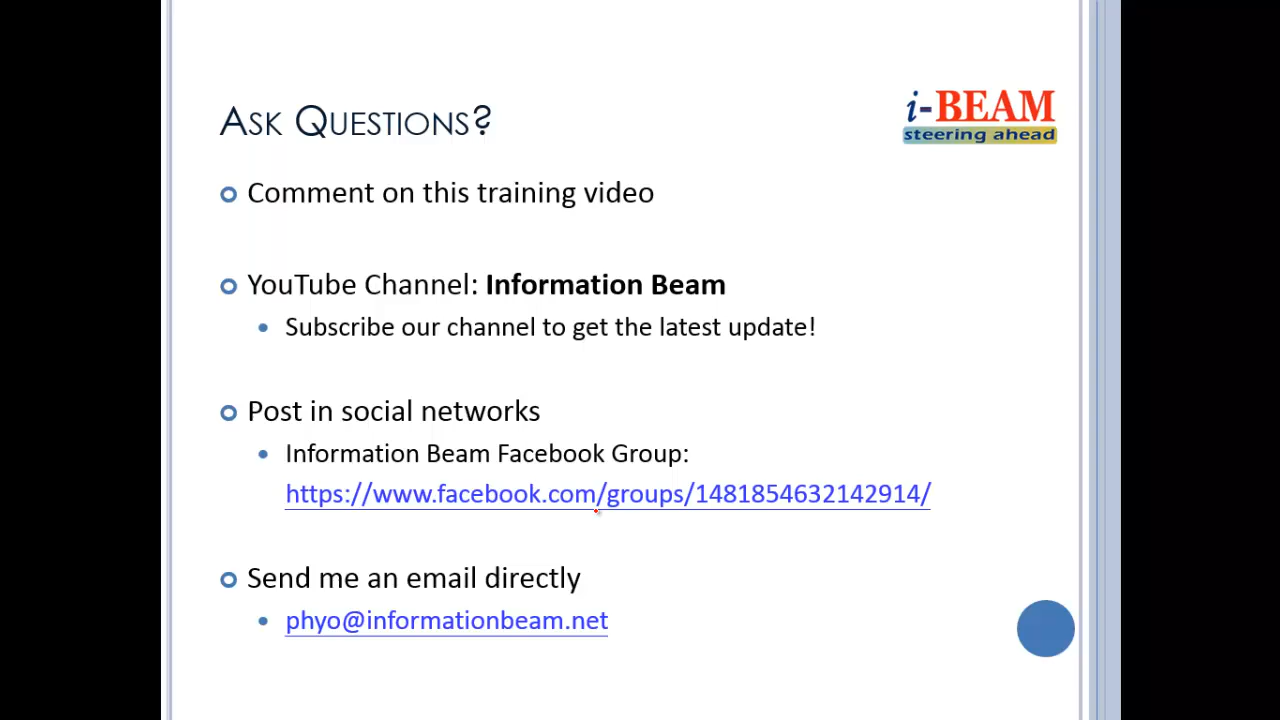 Ask Questions?
i-BEAM
steering ahead
Comment on this training video
YouTube Channel: Information Beam
Subscribe our channel to get the latest update!
Post in social networks
Information Beam Facebook Group:
https://www.facebook.com/groups/1481854632142914/
Send me an email directly
phyo@informationbeam.net